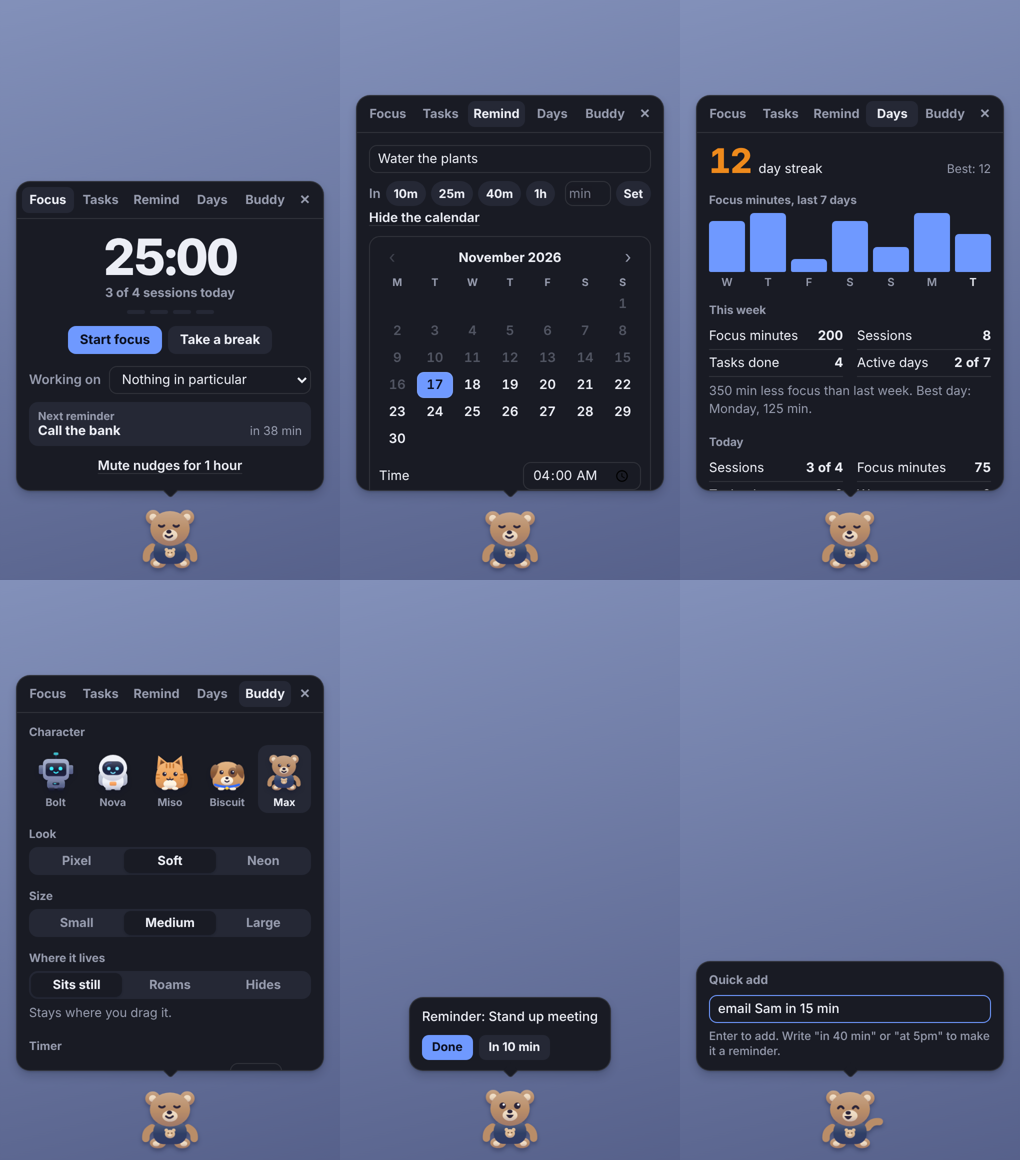 Focus Tasks Remind Days Buddy ✕
25:00
3 of 4 sessions today
Start focus Take a break
Working on Nothing in particular
Next reminder
Call the bank in 38 min
Mute nudges for 1 hour
Focus Tasks Remind Days Buddy ✕
Water the plants
In 10m 25m 40m 1h min Set
Hide the calendar
‹ November 2026 ›
M T W T F S S
1
2 3 4 5 6 7 8
9 10 11 12 13 14 15
16 17 18 19 20 21 22
23 24 25 26 27 28 29
30
Time 04:00 AM
Focus Tasks Remind Days Buddy ✕
12 day streak Best: 12
Focus minutes, last 7 days
W T F S S M T
This week
Focus minutes 200 Sessions 8
Tasks done 4 Active days 2 of 7
350 min less focus than last week. Best day:
Monday, 125 min.
Today
Sessions 3 of 4 Focus minutes 75
Focus Tasks Remind Days Buddy ✕
Character
Bolt Nova Miso Biscuit Max
Look
Pixel Soft Neon
Size
Small Medium Large
Where it lives
Sits still Roams Hides
Stays where you drag it.
Timer
Reminder: Stand up meeting
Done In 10 min
Quick add
email Sam in 15 min
Enter to add. Write "in 40 min" or "at 5pm" to make
it a reminder.